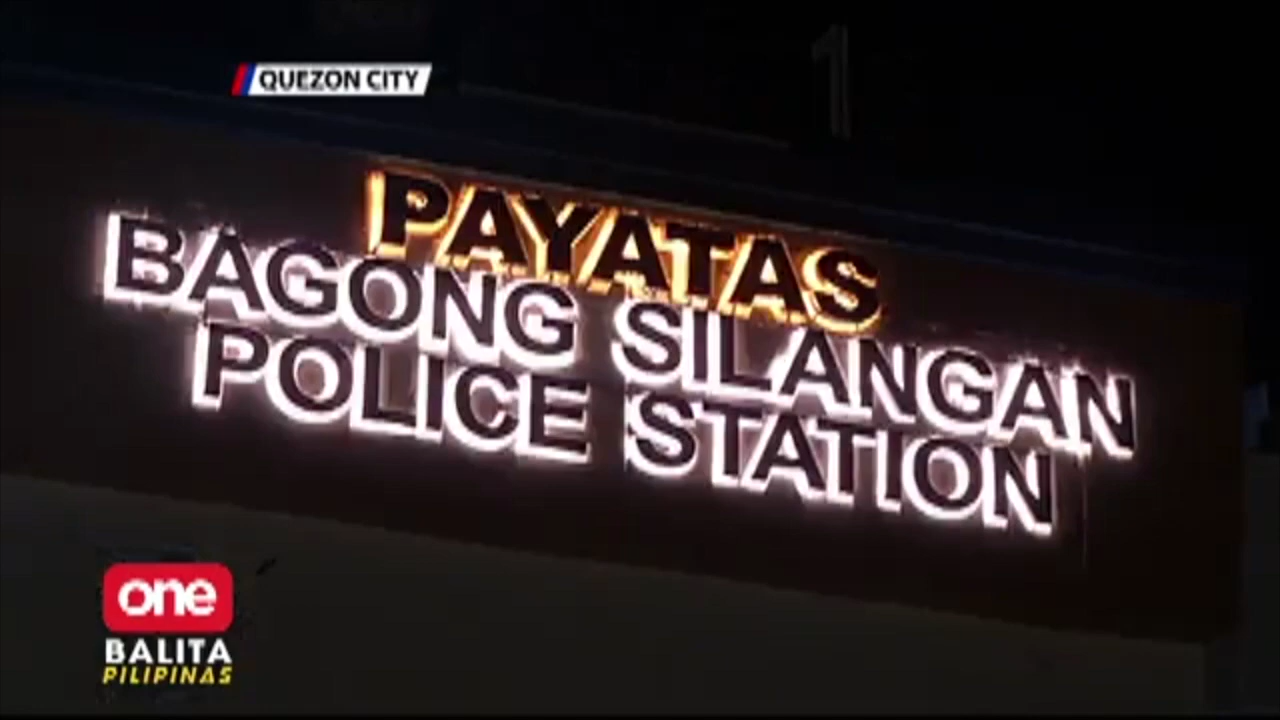 QUEZON CITY
PAYATAS
BAGONG SILANGAN
POLICE STATION
one
BALITA
PILIPINAS